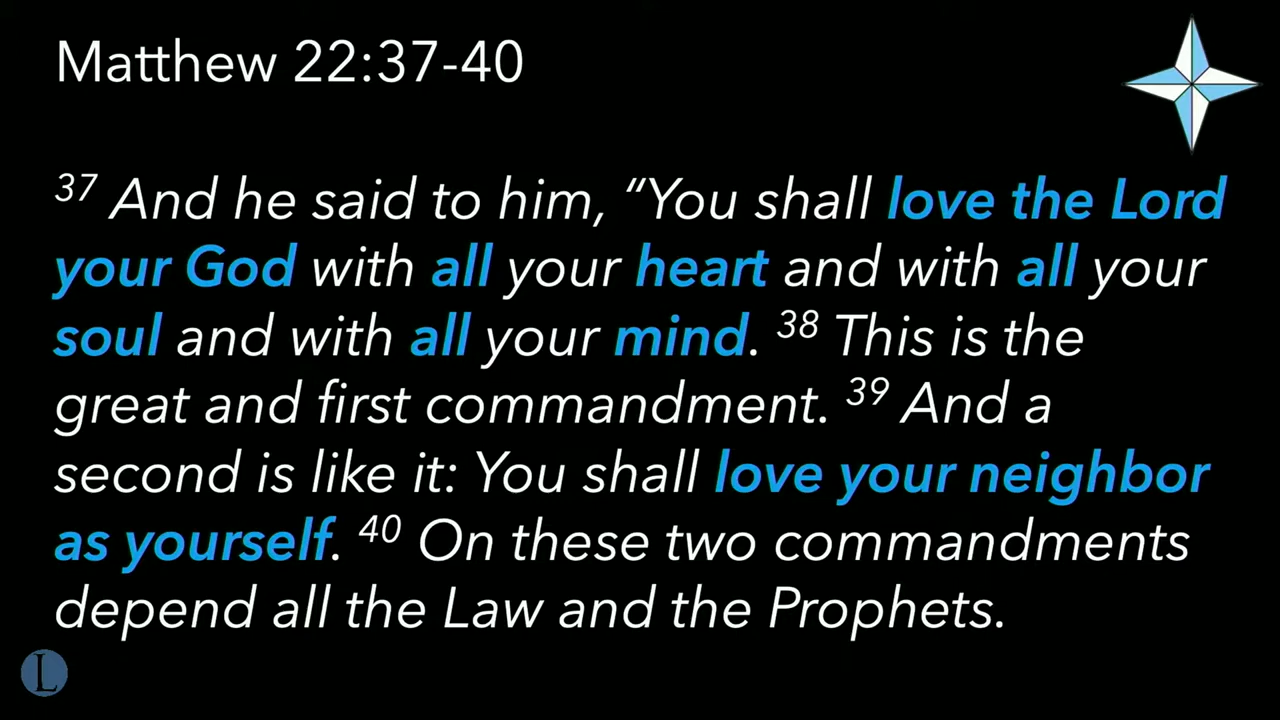 Matthew 22:37-40
37 And he said to him, “You shall love the Lord
your God with all your heart and with all your
soul and with all your mind. 38 This is the
great and first commandment. 39 And a
second is like it: You shall love your neighbor
as yourself. 40 On these two commandments
depend all the Law and the Prophets.
L